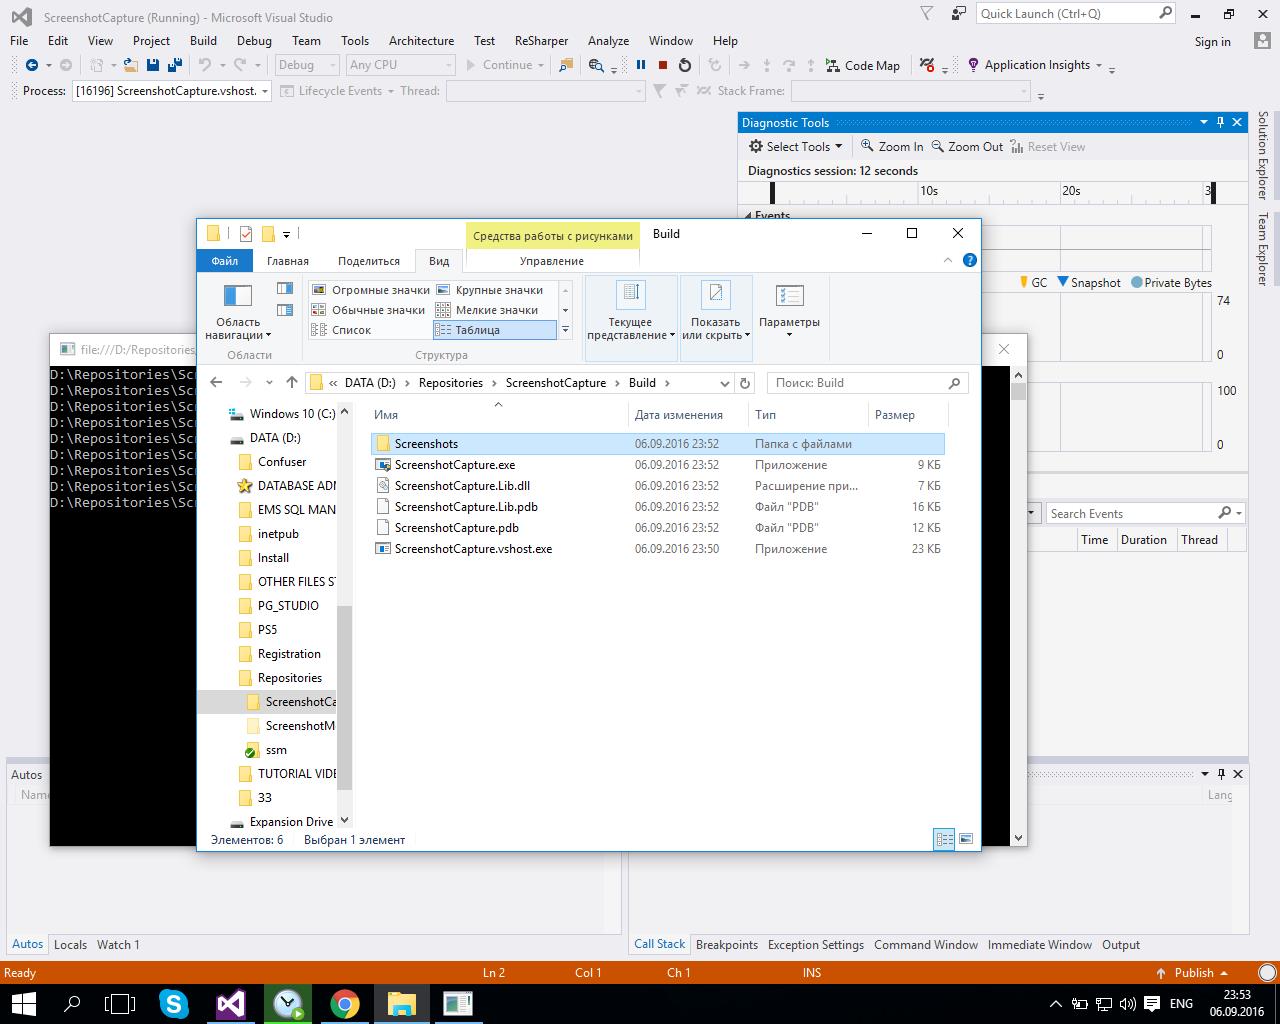 ScreenshotCapture (Running) - Microsoft Visual Studio
Quick Launch (Ctrl+Q)
File Edit View Project Build Debug Team Tools Architecture Test ReSharper Analyze Window Help
Sign in
Debug Any CPU Continue Code Map Application Insights
Process: [16196] ScreenshotCapture.vshost. Lifecycle Events Thread: Stack Frame:
Diagnostic Tools
Select Tools Zoom In Zoom Out Reset View
Diagnostics session: 12 seconds
10s 20s 3
Events
GC Snapshot Private Bytes
74
0
100
0
Search Events
Time Duration Thread
Solution Explorer
Team Explorer
file:///D:/Repositories
D:\Repositories\Scr
D:\Repositories\Scr
D:\Repositories\Scr
D:\Repositories\Scr
D:\Repositories\Scr
D:\Repositories\Scr
D:\Repositories\Scr
D:\Repositories\Scr
D:\Repositories\Scr
Средства работы с рисунками Build
Файл Главная Поделиться Вид Управление
Область
навигации
Области
Огромные значки Крупные значки
Обычные значки Мелкие значки
Список Таблица
Структура
Текущее
представление
Показать
или скрыть
Параметры
« DATA (D:) Repositories ScreenshotCapture Build
Поиск: Build
Windows 10 (C:)
DATA (D:)
Confuser
DATABASE ADM
EMS SQL MAN
inetpub
Install
OTHER FILES ST
PG_STUDIO
PS5
Registration
Repositories
ScreenshotCa
ScreenshotM
ssm
TUTORIAL VIDE
33
Expansion Drive
Имя Дата изменения Тип Размер
Screenshots 06.09.2016 23:52 Папка с файлами
ScreenshotCapture.exe 06.09.2016 23:52 Приложение 9 КБ
ScreenshotCapture.Lib.dll 06.09.2016 23:52 Расширение при... 7 КБ
ScreenshotCapture.Lib.pdb 06.09.2016 23:52 Файл "PDB" 16 КБ
ScreenshotCapture.pdb 06.09.2016 23:52 Файл "PDB" 12 КБ
ScreenshotCapture.vshost.exe 06.09.2016 23:50 Приложение 23 КБ
Элементов: 6 Выбран 1 элемент
Autos
Name
Lang
Autos Locals Watch 1
Call Stack Breakpoints Exception Settings Command Window Immediate Window Output
Ready Ln 2 Col 1 Ch 1 INS Publish
ENG
23:53
06.09.2016